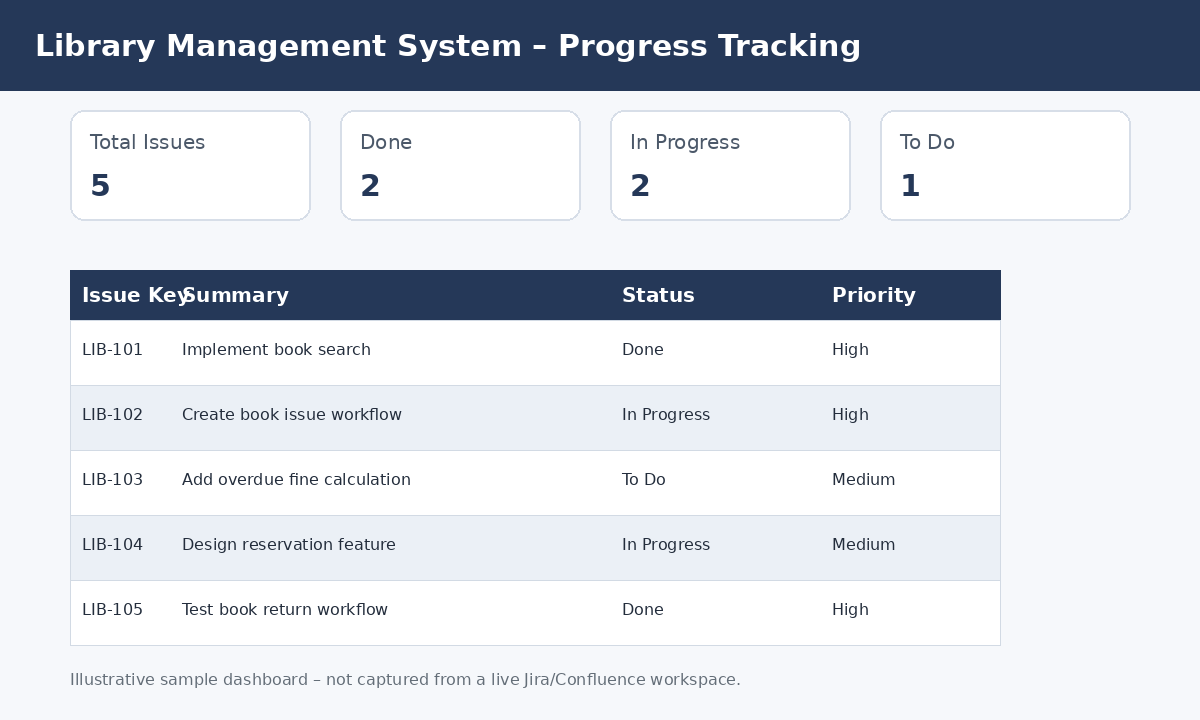 Library Management System – Progress Tracking
Total Issues Done In Progress To Do
5 2 2 1
Issue Key Summary Status Priority
LIB-101 Implement book search Done High
LIB-102 Create book issue workflow In Progress High
LIB-103 Add overdue fine calculation To Do Medium
LIB-104 Design reservation feature In Progress Medium
LIB-105 Test book return workflow Done High
Illustrative sample dashboard – not captured from a live Jira/Confluence workspace.